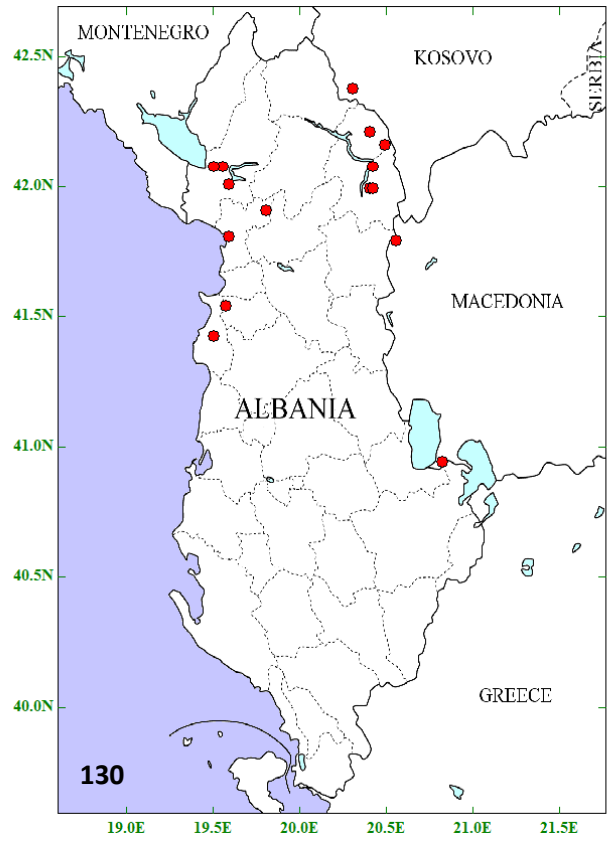 MONTENEGRO
KOSOVO
SERBIA
42.5N
42.0N
MACEDONIA
41.5N
ALBANIA
41.0N
40.5N
GREECE
40.0N
130
19.0E 19.5E 20.0E 20.5E 21.0E 21.5E